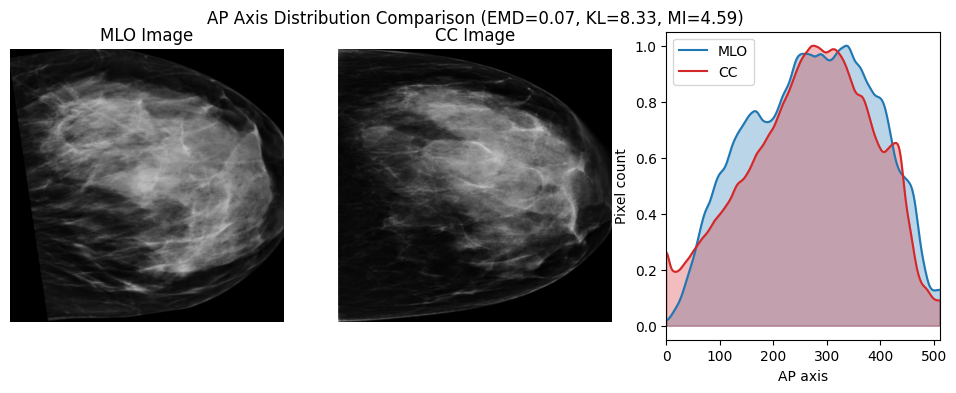 AP Axis Distribution Comparison (EMD=0.07, KL=8.33, MI=4.59)
MLO Image
CC Image
MLO
CC
Pixel count
1.0
0.8
0.6
0.4
0.2
0.0
0 100 200 300 400 500
AP axis